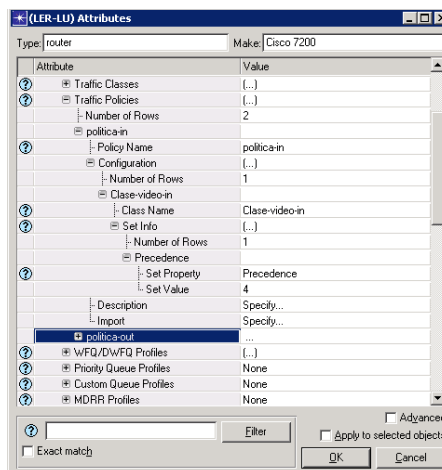 (LER-LU) Attributes
Type: router Make: Cisco 7200
Attribute Value
Traffic Classes (...)
Traffic Policies (...)
Number of Rows 2
politica-in
Policy Name politica-in
Configuration (...)
Number of Rows 1
Clase-video-in
Class Name Clase-video-in
Set Info (...)
Number of Rows 1
Precedence
Set Property Precedence
Set Value 4
Description Specify...
Import Specify...
politica-out ...
WFQ/DWFQ Profiles (...)
Priority Queue Profiles None
Custom Queue Profiles None
MDRR Profiles None
Advanced
Filter Apply to selected objects
Exact match OK Cancel